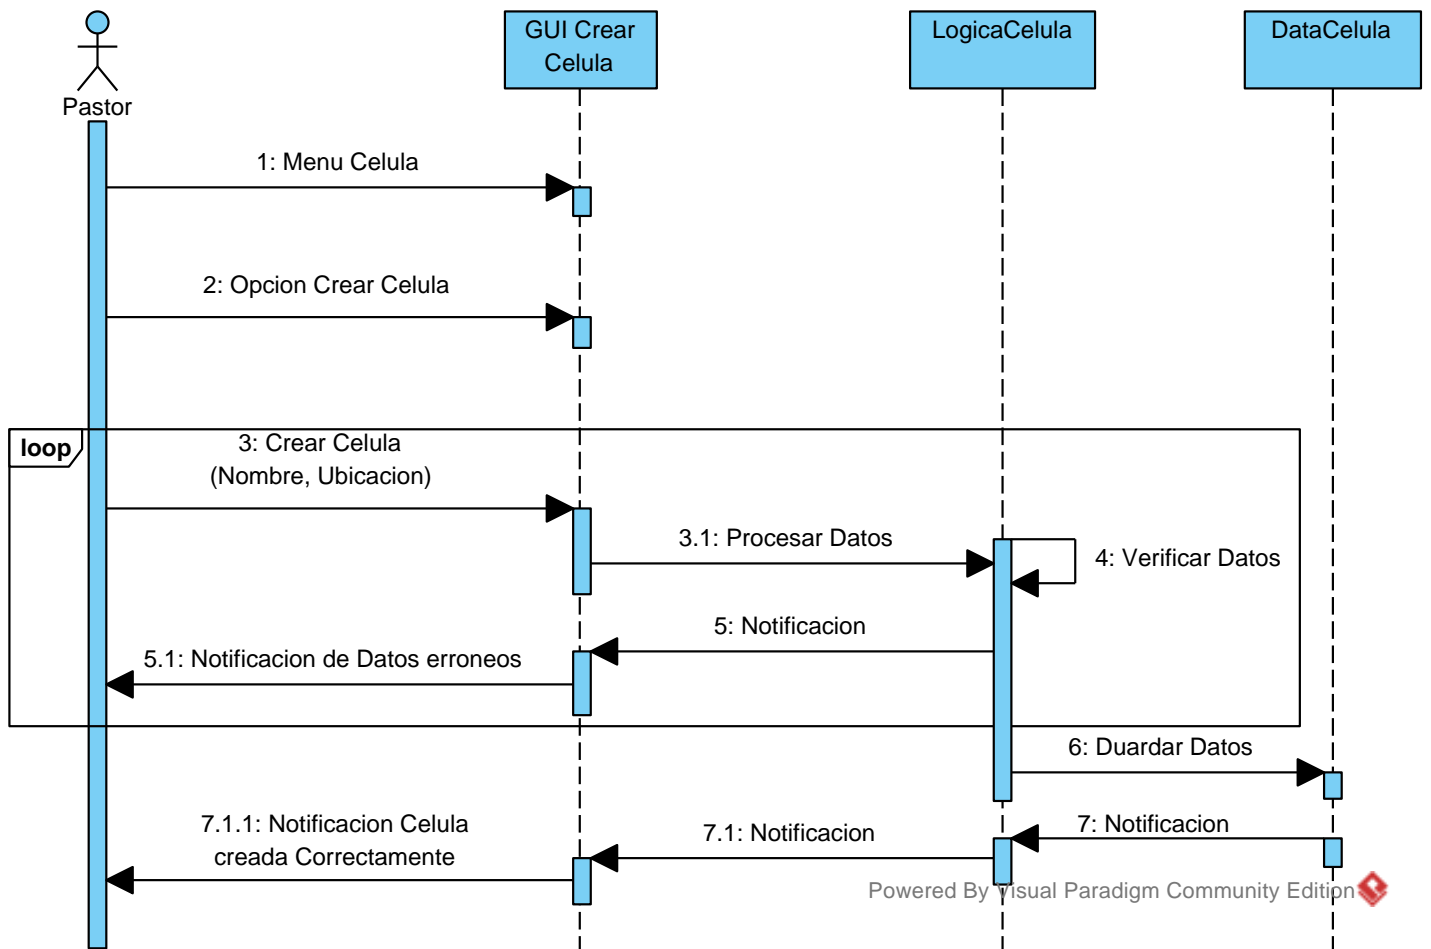 Pastor
GUI Crear
Celula
LogicaCelula
DataCelula
1: Menu Celula
2: Opcion Crear Celula
loop
3: Crear Celula
(Nombre, Ubicacion)
3.1: Procesar Datos
4: Verificar Datos
5: Notificacion
5.1: Notificacion de Datos erroneos
6: Duardar Datos
7: Notificacion
7.1: Notificacion
7.1.1: Notificacion Celula
creada Correctamente
Powered By Visual Paradigm Community Edition